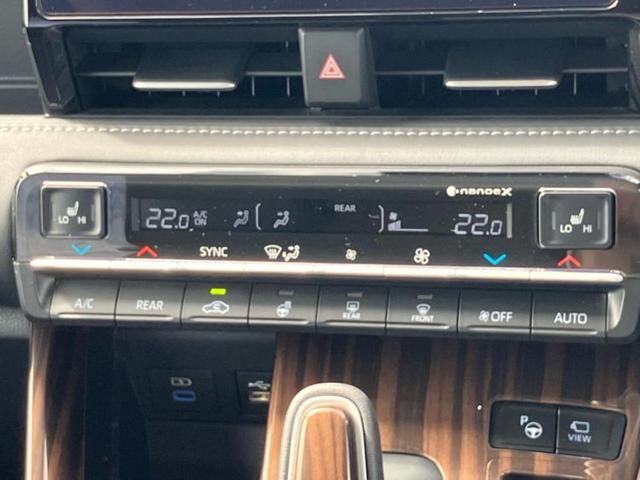 nanoeX
LO HI
22.0 A/C ON
REAR
22.0
LO HI
SYNC
A/C
REAR
REAR
FRONT
OFF
AUTO
P
VIEW